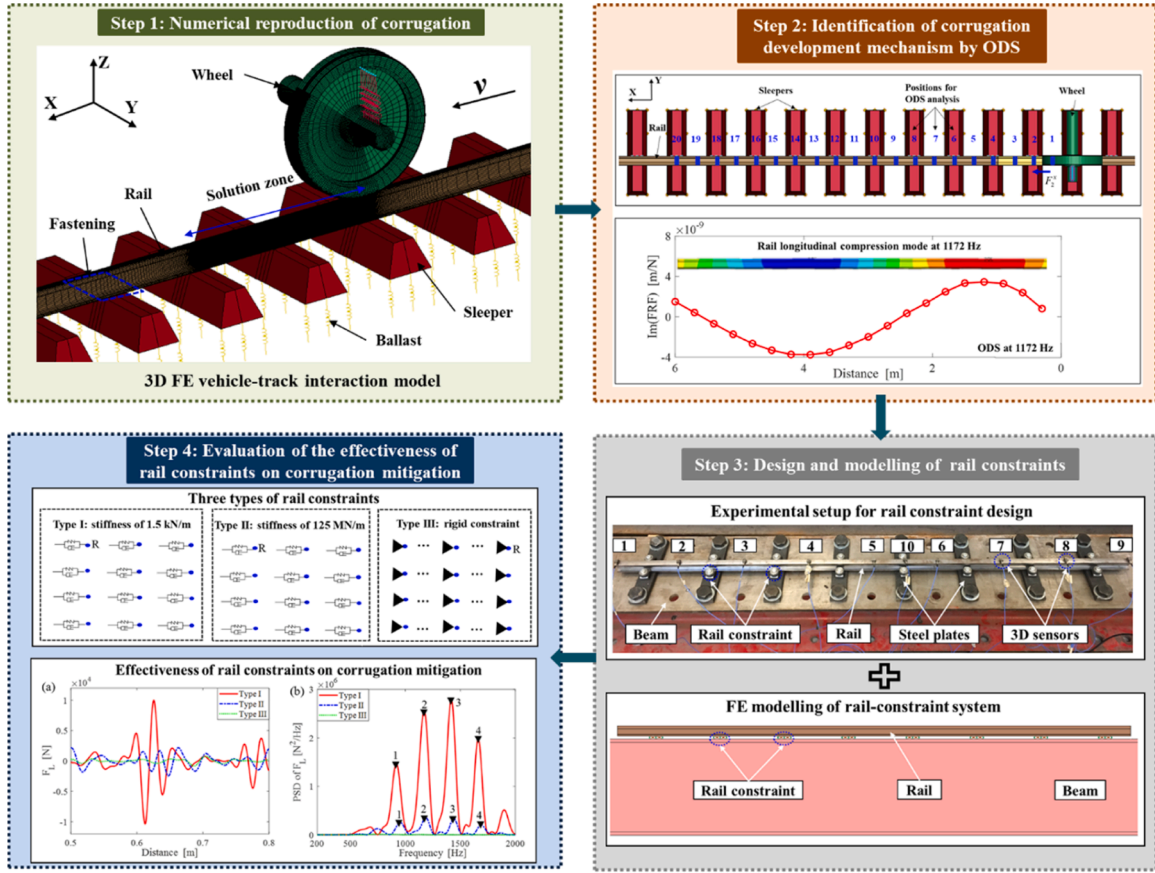 Step 1: Numerical reproduction of corrugation
Z
X
Y
Wheel
v
Solution zone
Rail
Fastening
Sleeper
Ballast
3D FE vehicle-track interaction model
Step 2: Identification of corrugation
development mechanism by ODS
Y
X
Sleepers
Positions for
ODS analysis
Wheel
Rail
20 19 18 17 16 15 14 13 12 11 10 9 8 7 6 5 4 3 2 1
×10⁻⁹
Rail longitudinal compression mode at 1172 Hz
Im(FRF) [m/N]
8
4
0
-4
ODS at 1172 Hz
6 4 2 0
Distance [m]
Step 3: Design and modelling of rail constraints
Experimental setup for rail constraint design
1 2 3 4 5 10 6 7 8 9
Beam Rail constraint Rail Steel plates 3D sensors
FE modelling of rail-constraint system
Rail constraint Rail Beam
Step 4: Evaluation of the effectiveness of
rail constraints on corrugation mitigation
Three types of rail constraints
Type I: stiffness of 1.5 kN/m
R
Type II: stiffness of 125 MN/m
R
Type III: rigid constraint
R
Effectiveness of rail constraints on corrugation mitigation
(a)
×10⁴
Type I
Type II
Type III
F_L [N]
1
0.5
0
-0.5
-1
0.5 0.6 0.7 0.8
Distance [m]
(b)
×10⁶
Type I
Type II
Type III
PSD of F_L [N²/Hz]
3
2
1
0
1 2 3 4
1 2 3 4
200 500 1000 1500 2000
Frequency [Hz]